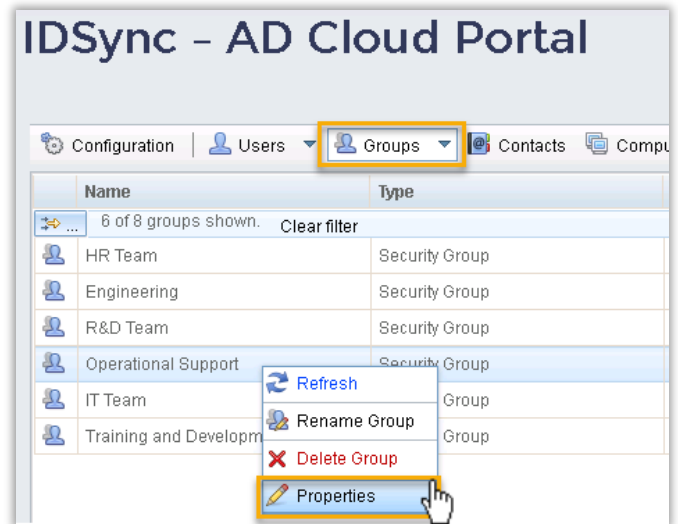 IDSync – AD Cloud Portal
Configuration Users Groups Contacts Compu
Name Type
... 6 of 8 groups shown. Clear filter
HR Team Security Group
Engineering Security Group
R&D Team Security Group
Operational Support Security Group
Refresh
IT Team Group
Rename Group
Training and Developm Group
Delete Group
Properties